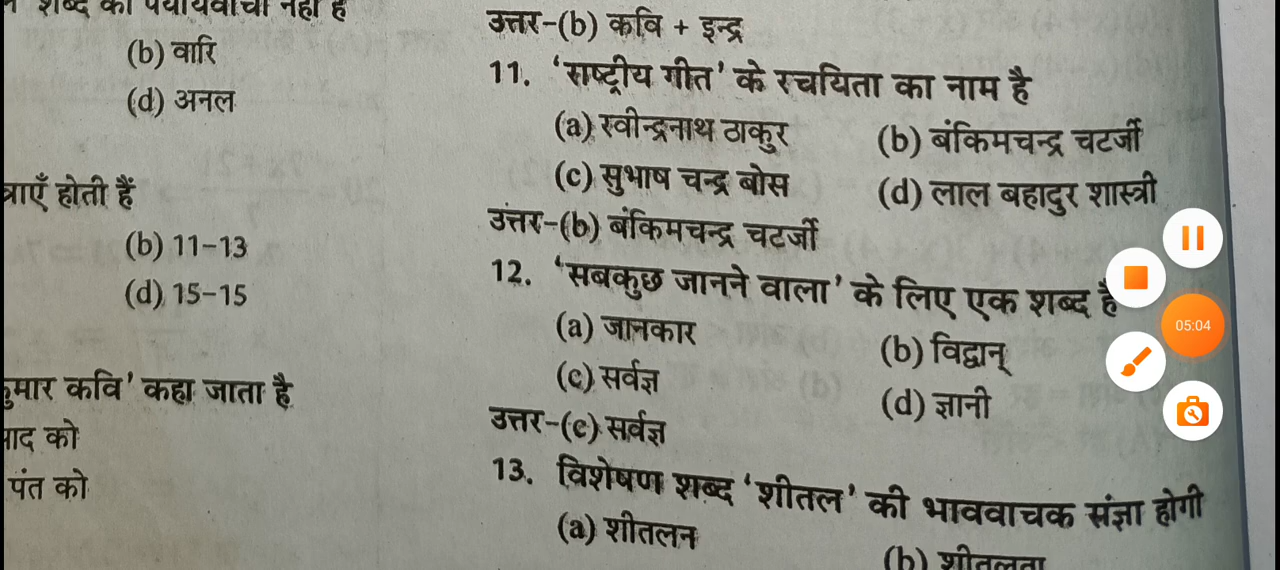 शब्द का पर्यायवाची नहीं है
(b) वारि
(d) अनल
होती हैं
(b) 11-13
(d) 15-15
कवि' कहा जाता है
को
पंत को
उत्तर-(b) कवि + इन्द्र
11. 'राष्ट्रीय गीत' के रचयिता का नाम है
(a) रवीन्द्रनाथ ठाकुर (b) बंकिमचन्द्र चटर्जी
(c) सुभाष चन्द्र बोस (d) लाल बहादुर शास्त्री
उत्तर-(b) बंकिमचन्द्र चटर्जी
12. 'सबकुछ जानने वाला' के लिए एक शब्द है
(a) जानकार (b) विद्वान्
(c) सर्वज्ञ (d) ज्ञानी
उत्तर-(c) सर्वज्ञ
13. विशेषण शब्द 'शीतल' की भाववाचक संज्ञा होगी
(a) शीतलन (b) शीतलता
05:04